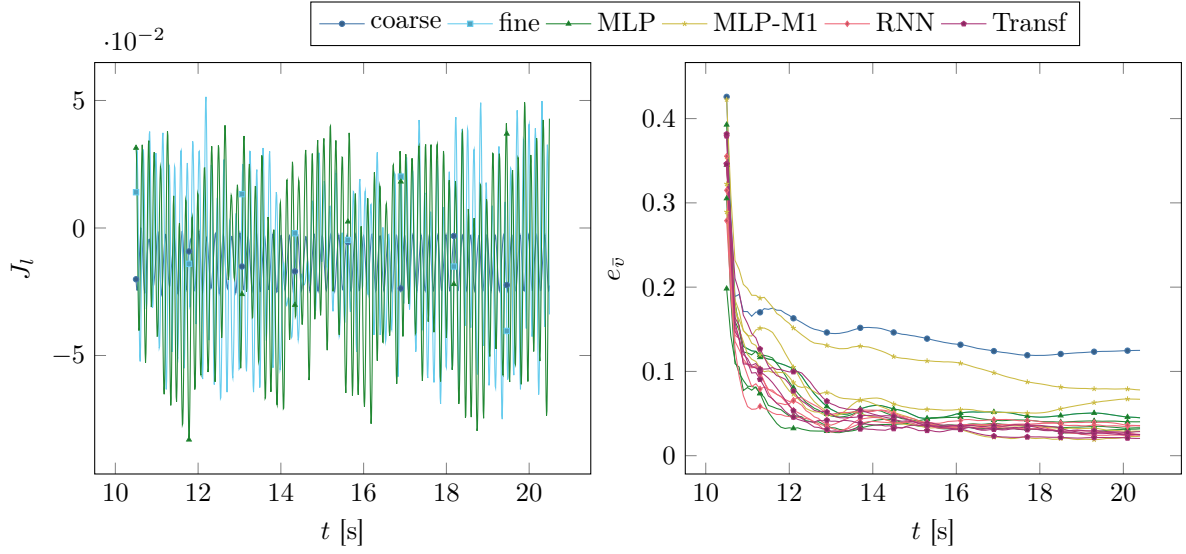 coarse fine MLP MLP-M1 RNN Transf
·10⁻²
5
0
−5
J_l
10 12 14 16 18 20
t [s]
0.4
0.3
0.2
0.1
0
e_v̄
10 12 14 16 18 20
t [s]